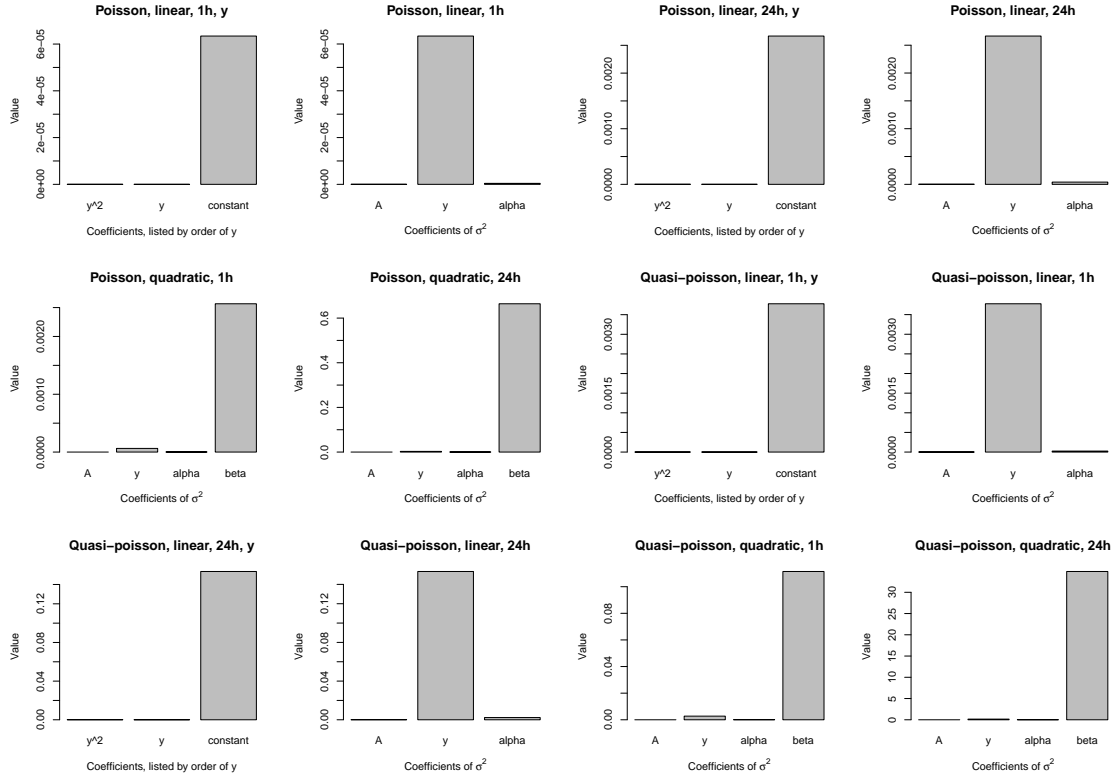 Poisson, linear, 1h, y
Value
0e+00 2e−05 4e−05 6e−05
y^2 y constant
Coefficients, listed by order of y
Poisson, linear, 1h
Value
0e+00 2e−05 4e−05 6e−05
A y alpha
Coefficients of σ²
Poisson, linear, 24h, y
Value
0.0000 0.0010 0.0020
y^2 y constant
Coefficients, listed by order of y
Poisson, linear, 24h
Value
0.0000 0.0010 0.0020
A y alpha
Coefficients of σ²
Poisson, quadratic, 1h
Value
0.0000 0.0010 0.0020
A y alpha beta
Coefficients of σ²
Poisson, quadratic, 24h
Value
0.0 0.2 0.4 0.6
A y alpha beta
Coefficients of σ²
Quasi−poisson, linear, 1h, y
Value
0.0000 0.0015 0.0030
y^2 y constant
Coefficients, listed by order of y
Quasi−poisson, linear, 1h
Value
0.0000 0.0015 0.0030
A y alpha
Coefficients of σ²
Quasi−poisson, linear, 24h, y
Value
0.00 0.04 0.08 0.12
y^2 y constant
Coefficients, listed by order of y
Quasi−poisson, linear, 24h
Value
0.00 0.04 0.08 0.12
A y alpha
Coefficients of σ²
Quasi−poisson, quadratic, 1h
Value
0.00 0.04 0.08
A y alpha beta
Coefficients of σ²
Quasi−poisson, quadratic, 24h
Value
0 5 10 15 20 25 30
A y alpha beta
Coefficients of σ²